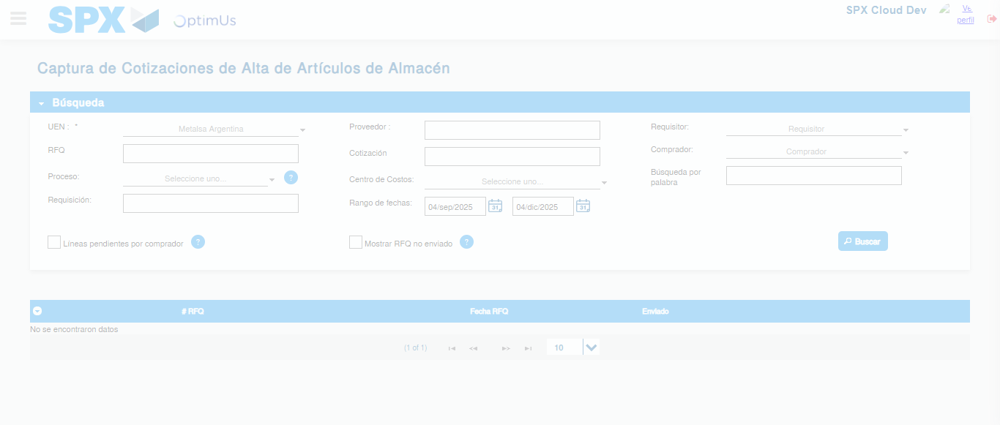 SPX OptimUs
SPX Cloud Dev
Ve
perfil
Captura de Cotizaciones de Alta de Artículos de Almacén
Búsqueda
UEN : * Metalsa Argentina
Proveedor :
Requisitor: Requisitor
RFQ
Cotización
Comprador: Comprador
Proceso: Seleccione uno... ?
Centro de Costos: Seleccione uno...
Búsqueda por
palabra
Requisición:
Rango de fechas: 04/sep/2025 31 04/dic/2025 31
Líneas pendientes por comprador ?
Mostrar RFQ no enviado ?
Buscar
# RFQ Fecha RFQ Enviado
No se encontraron datos
(1 of 1) 10